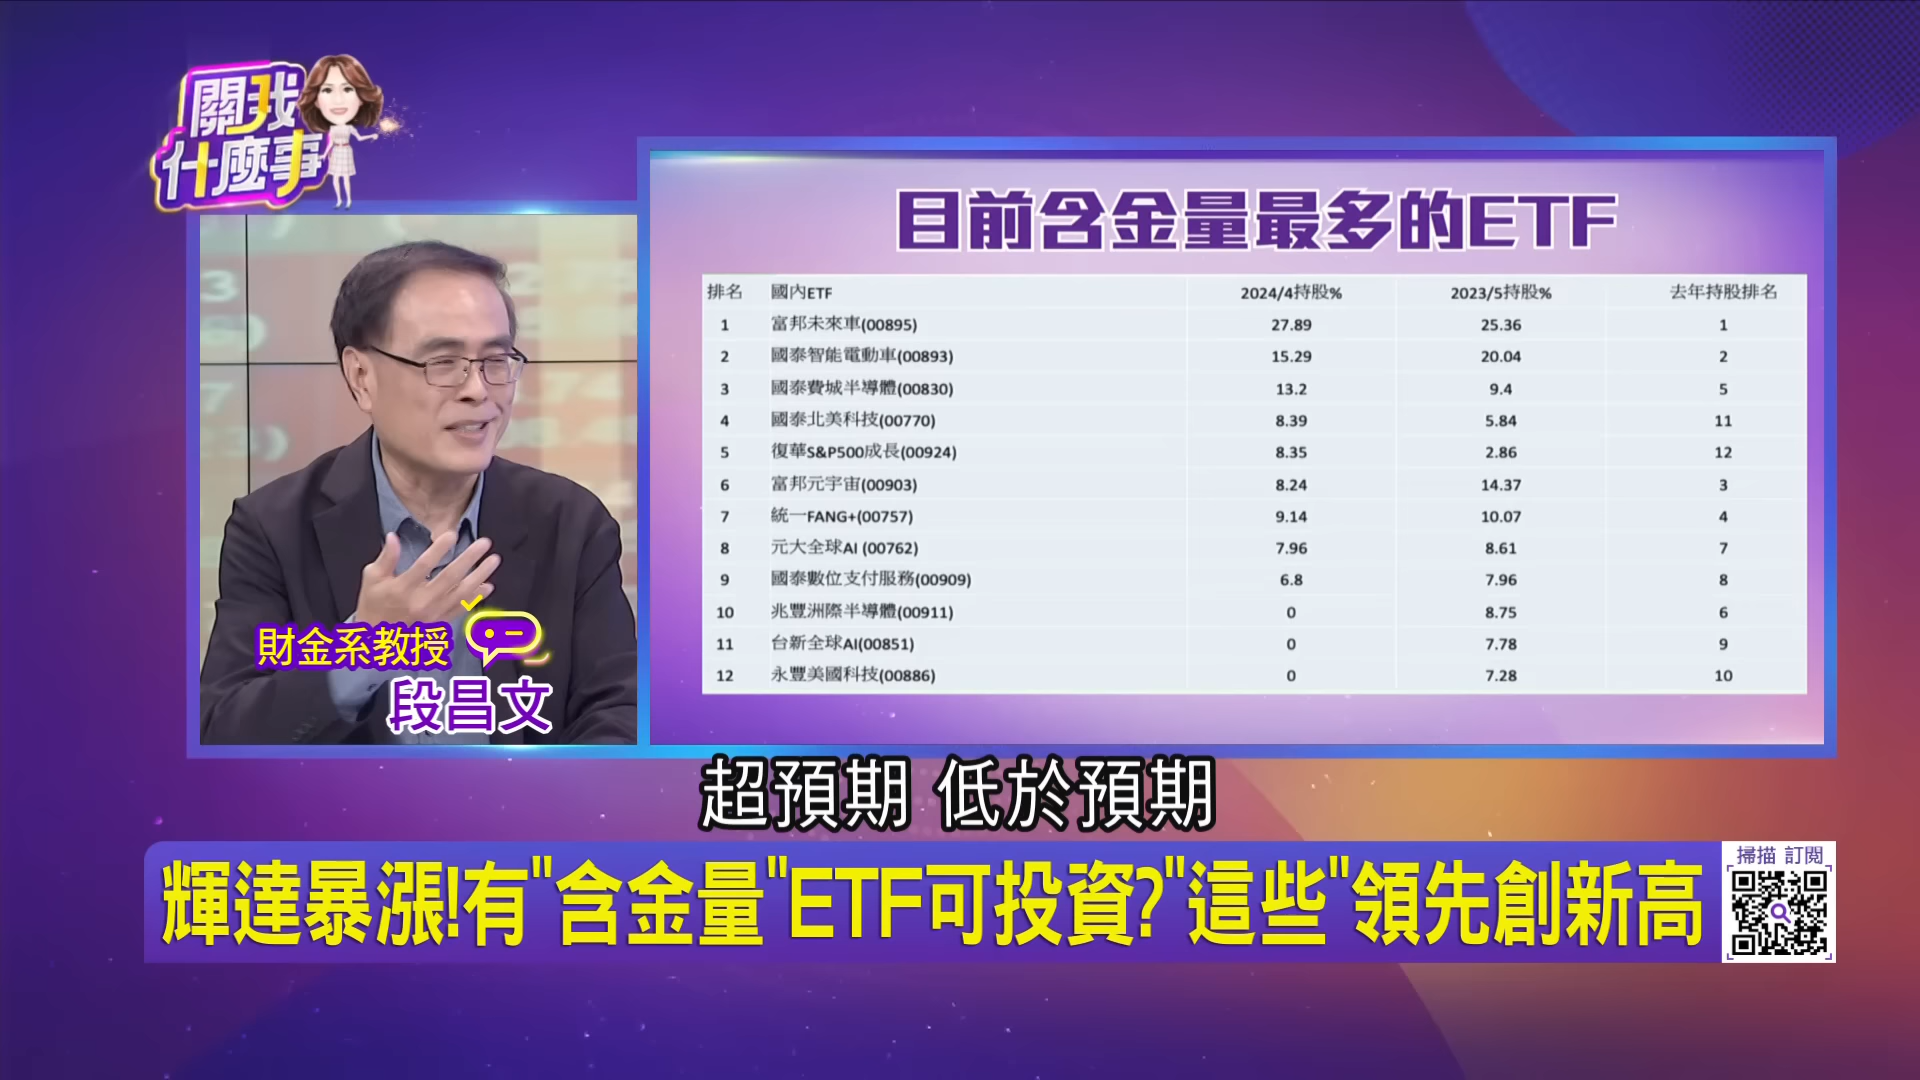 關我
什麼事
目前含金量最多的ETF
排名 國內ETF 2024/4持股% 2023/5持股% 去年持股排名
1 富邦未來車(00895) 27.89 25.36 1
2 國泰智能電動車(00893) 15.29 20.04 2
3 國泰費城半導體(00830) 13.2 9.4 5
4 國泰北美科技(00770) 8.39 5.84 11
5 復華S&P500成長(00924) 8.35 2.86 12
6 富邦元宇宙(00903) 8.24 14.37 3
7 統一FANG+(00757) 9.14 10.07 4
8 元大全球AI (00762) 7.96 8.61 7
9 國泰數位支付服務(00909) 6.8 7.96 8
10 兆豐洲際半導體(00911) 0 8.75 6
11 台新全球AI(00851) 0 7.78 9
12 永豐美國科技(00886) 0 7.28 10
財金系教授
段昌文
超預期 低於預期
輝達暴漲!有"含金量"ETF可投資?"這些"領先創新高
掃描 訂閱